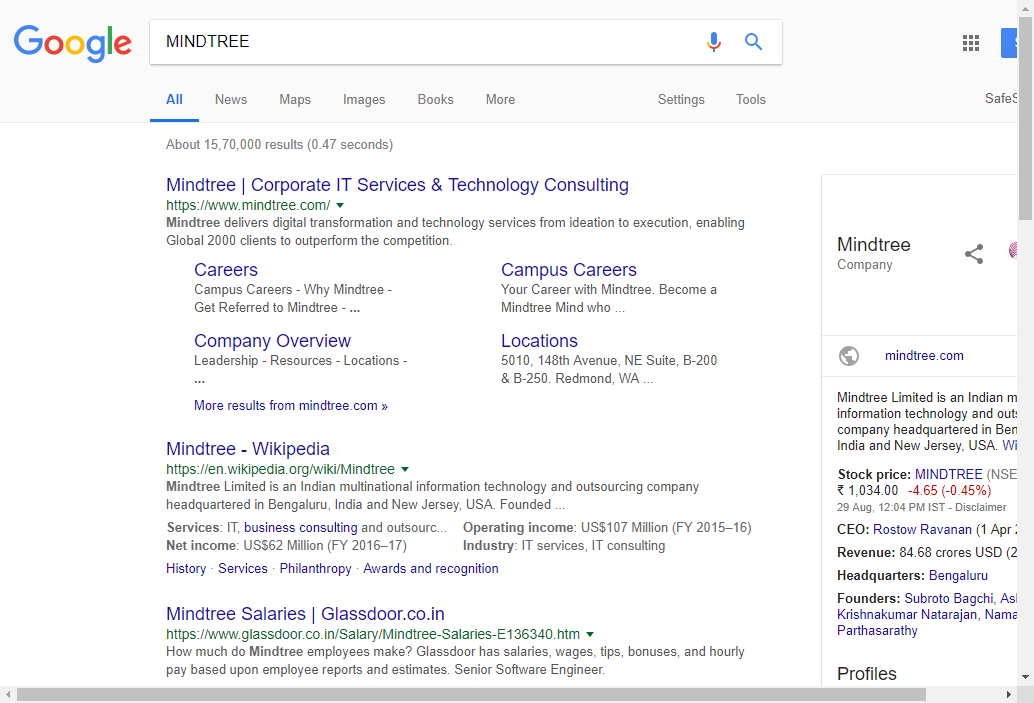 Google
MINDTREE
All News Maps Images Books More Settings Tools
About 15,70,000 results (0.47 seconds)
Mindtree | Corporate IT Services & Technology Consulting
https://www.mindtree.com/
Mindtree delivers digital transformation and technology services from ideation to execution, enabling
Global 2000 clients to outperform the competition.
Careers
Campus Careers - Why Mindtree -
Get Referred to Mindtree - ...
Campus Careers
Your Career with Mindtree. Become a
Mindtree Mind who ...
Company Overview
Leadership - Resources - Locations -
...
Locations
5010, 148th Avenue, NE Suite, B-200
& B-250. Redmond, WA ...
More results from mindtree.com »
Mindtree - Wikipedia
https://en.wikipedia.org/wiki/Mindtree
Mindtree Limited is an Indian multinational information technology and outsourcing company
headquartered in Bengaluru, India and New Jersey, USA. Founded ...
Services: IT, business consulting and outsourc... Operating income: US$107 Million (FY 2015–16)
Net income: US$62 Million (FY 2016–17) Industry: IT services, IT consulting
History · Services · Philanthropy · Awards and recognition
Mindtree Salaries | Glassdoor.co.in
https://www.glassdoor.co.in/Salary/Mindtree-Salaries-E136340.htm
How much do Mindtree employees make? Glassdoor has salaries, wages, tips, bonuses, and hourly
pay based upon employee reports and estimates. Senior Software Engineer.
SafeS
Mindtree
Company
mindtree.com
Mindtree Limited is an Indian m
information technology and outs
company headquartered in Ben
India and New Jersey, USA. Wi
Stock price: MINDTREE (NSE
₹ 1,034.00 -4.65 (-0.45%)
29 Aug, 12:04 PM IST - Disclaimer
CEO: Rostow Ravanan (1 Apr 2
Revenue: 84.68 crores USD (2
Headquarters: Bengaluru
Founders: Subroto Bagchi, Ash
Krishnakumar Natarajan, Nama
Parthasarathy
Profiles